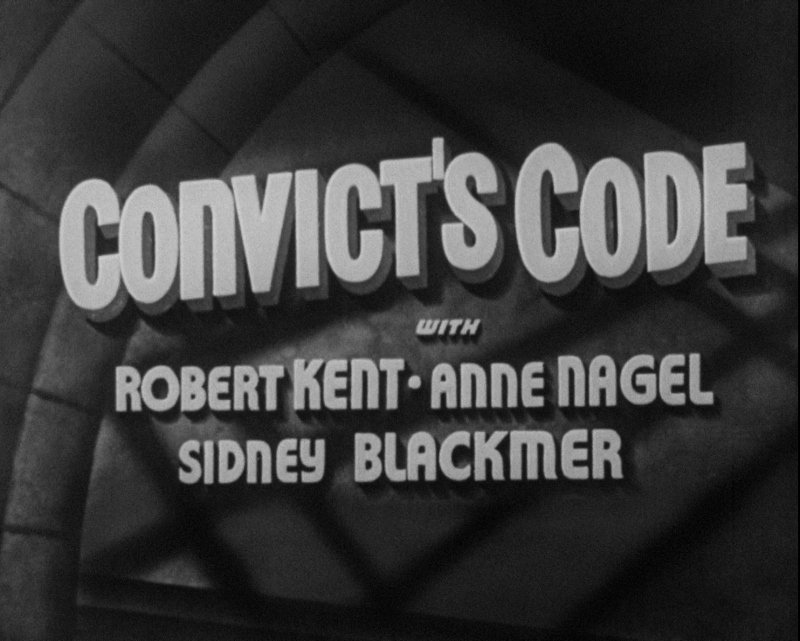 CONVICT'S CODE
WITH
ROBERT KENT • ANNE NAGEL
SIDNEY BLACKMER